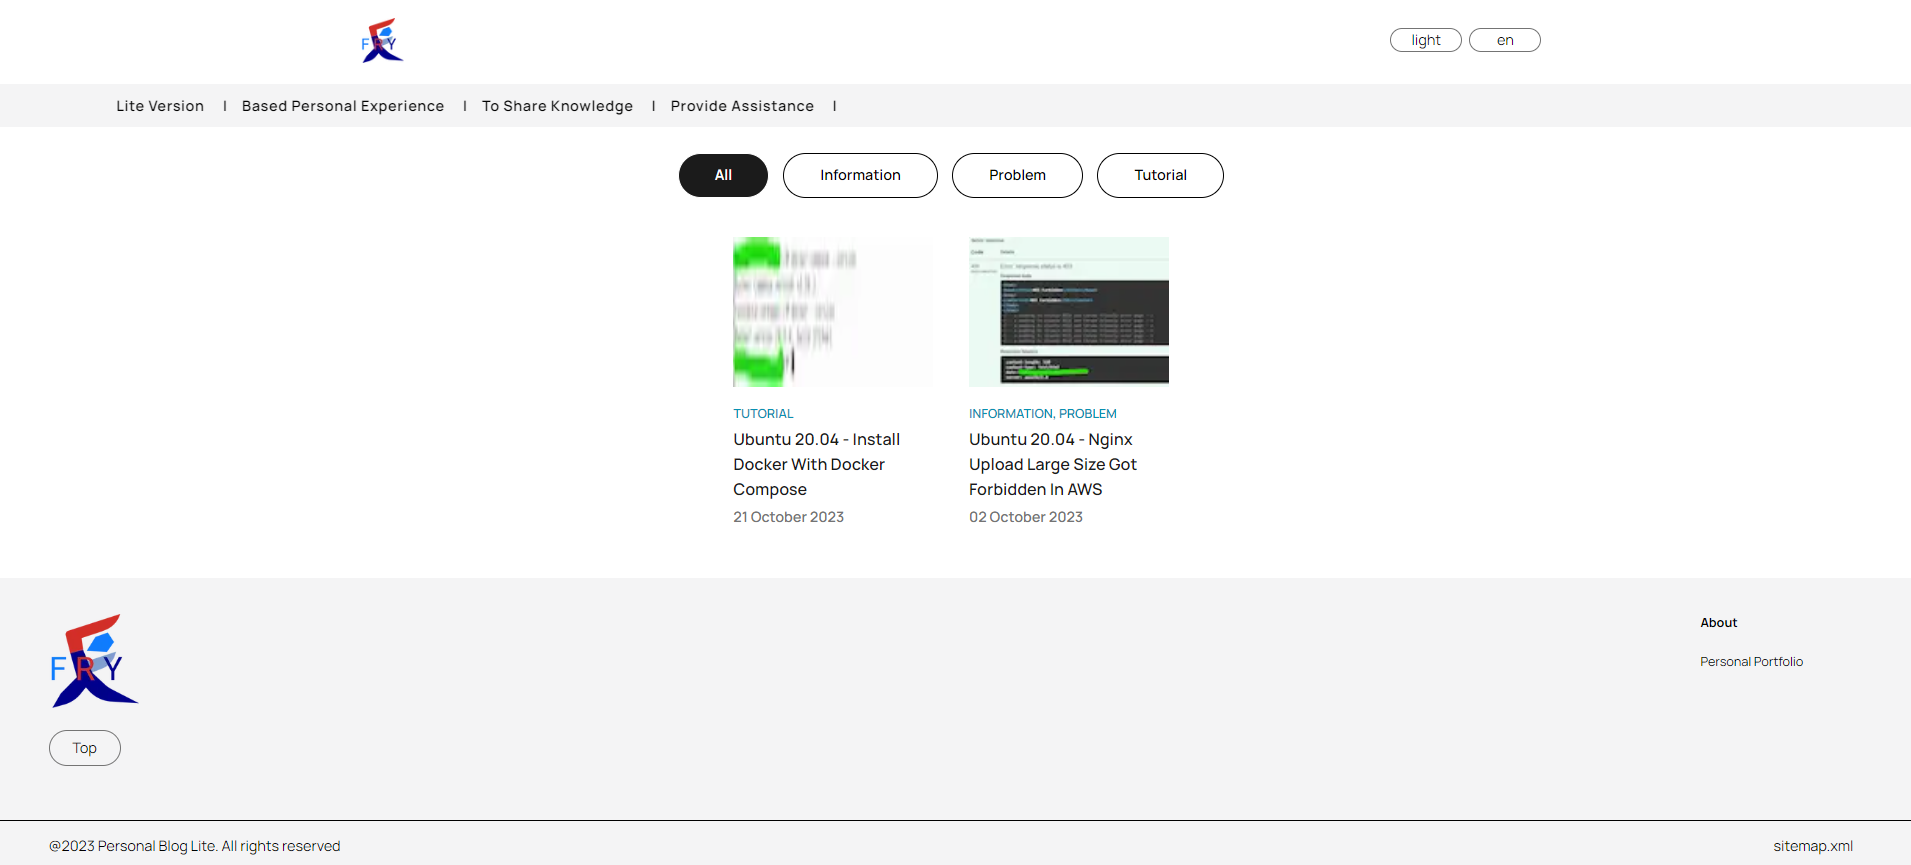 FRY
light
en
Lite Version | Based Personal Experience | To Share Knowledge | Provide Assistance |
All
Information
Problem
Tutorial
TUTORIAL
Ubuntu 20.04 - Install
Docker With Docker
Compose
21 October 2023
INFORMATION, PROBLEM
Ubuntu 20.04 - Nginx
Upload Large Size Got
Forbidden In AWS
02 October 2023
FRY
Top
About
Personal Portfolio
@2023 Personal Blog Lite. All rights reserved
sitemap.xml